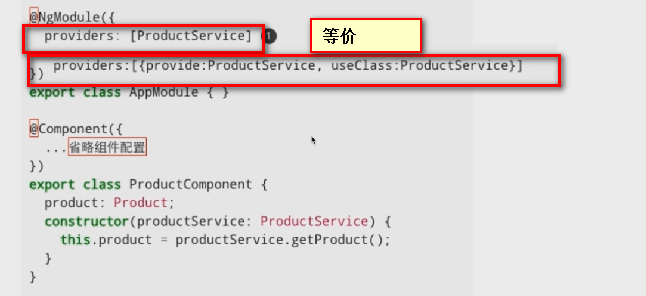 @NgModule({
providers: [ProductService] 1
等价
providers:[{provide:ProductService, useClass:ProductService}]
})
export class AppModule { }
@Component({
...省略组件配置
})
export class ProductComponent {
product: Product;
constructor(productService: ProductService) {
this.product = productService.getProduct();
}
}